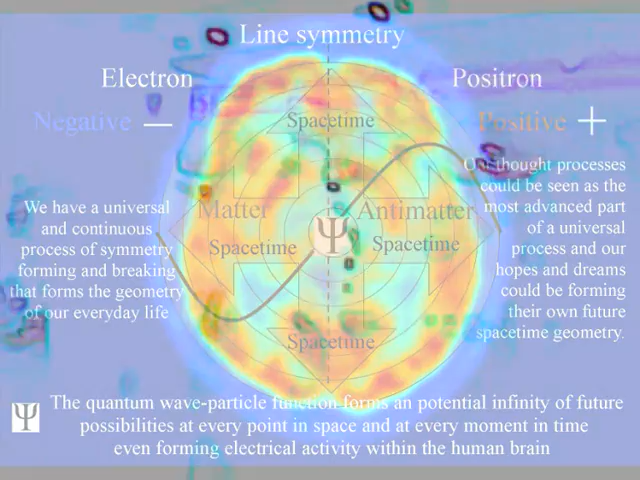 Line symmetry
Electron
Positron
Negative —
Positive +
Spacetime
Our thought processes
could be seen as the
most advanced part
of a universal
process and our
hopes and dreams
could be forming
their own future
spacetime geometry.
We have a universal
and continuous
process of symmetry
forming and breaking
that forms the geometry
of our everyday life
Matter
Antimatter
Spacetime
Ψ
Spacetime
Spacetime
Ψ
The quantum wave-particle function forms an potential infinity of future
possibilities at every point in space and at every moment in time
even forming electrical activity within the human brain